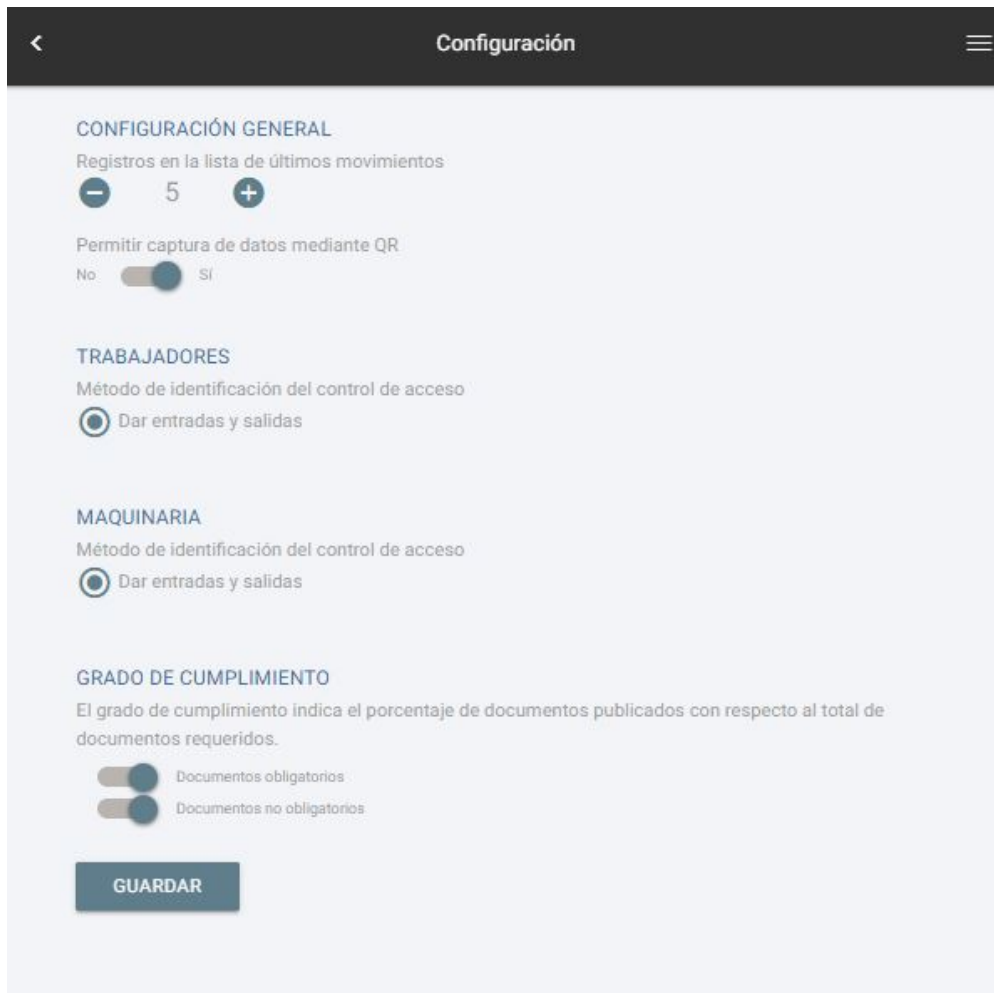 Configuración
CONFIGURACIÓN GENERAL
Registros en la lista de últimos movimientos
5
Permitir captura de datos mediante QR
No Sí
TRABAJADORES
Método de identificación del control de acceso
Dar entradas y salidas
MAQUINARIA
Método de identificación del control de acceso
Dar entradas y salidas
GRADO DE CUMPLIMIENTO
El grado de cumplimiento indica el porcentaje de documentos publicados con respecto al total de
documentos requeridos.
Documentos obligatorios
Documentos no obligatorios
GUARDAR